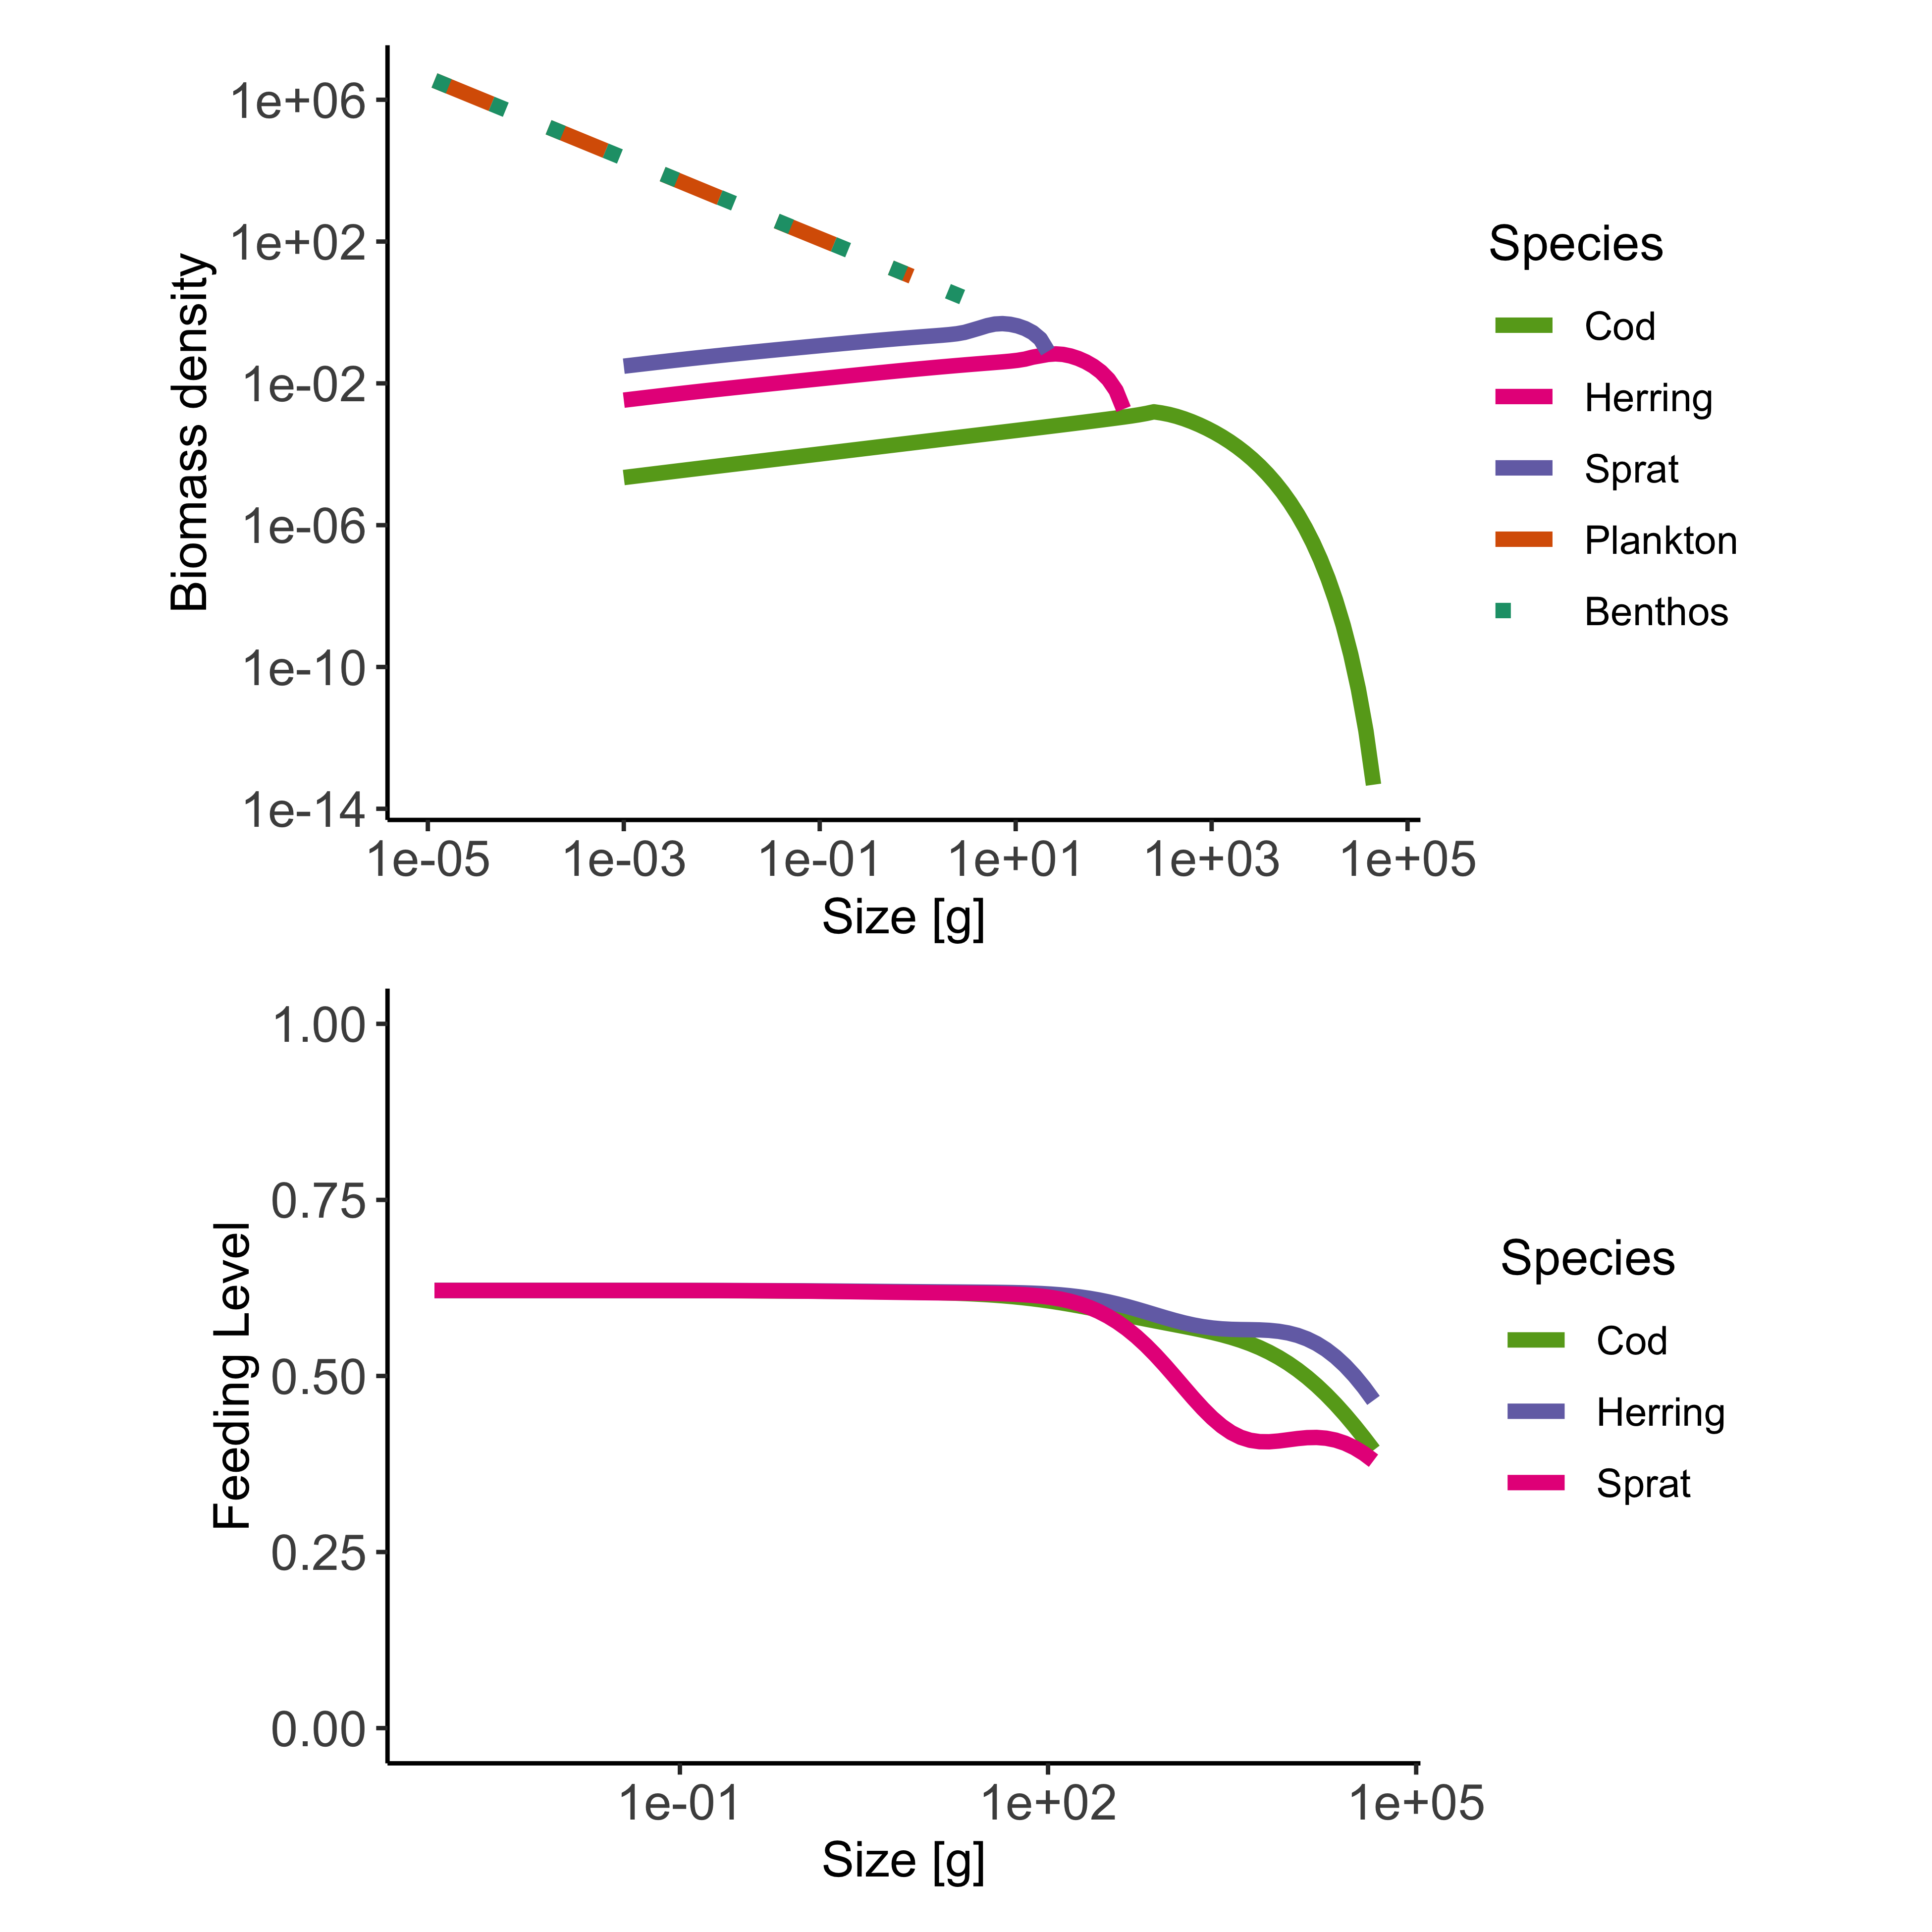 1e+06
1e+02
1e-02
1e-06
1e-10
1e-14
Biomass density
1e-05 1e-03 1e-01 1e+01 1e+03 1e+05
Size [g]
Species
Cod
Herring
Sprat
Plankton
Benthos
1.00
0.75
0.50
0.25
0.00
Feeding Level
1e-01 1e+02 1e+05
Size [g]
Species
Cod
Herring
Sprat